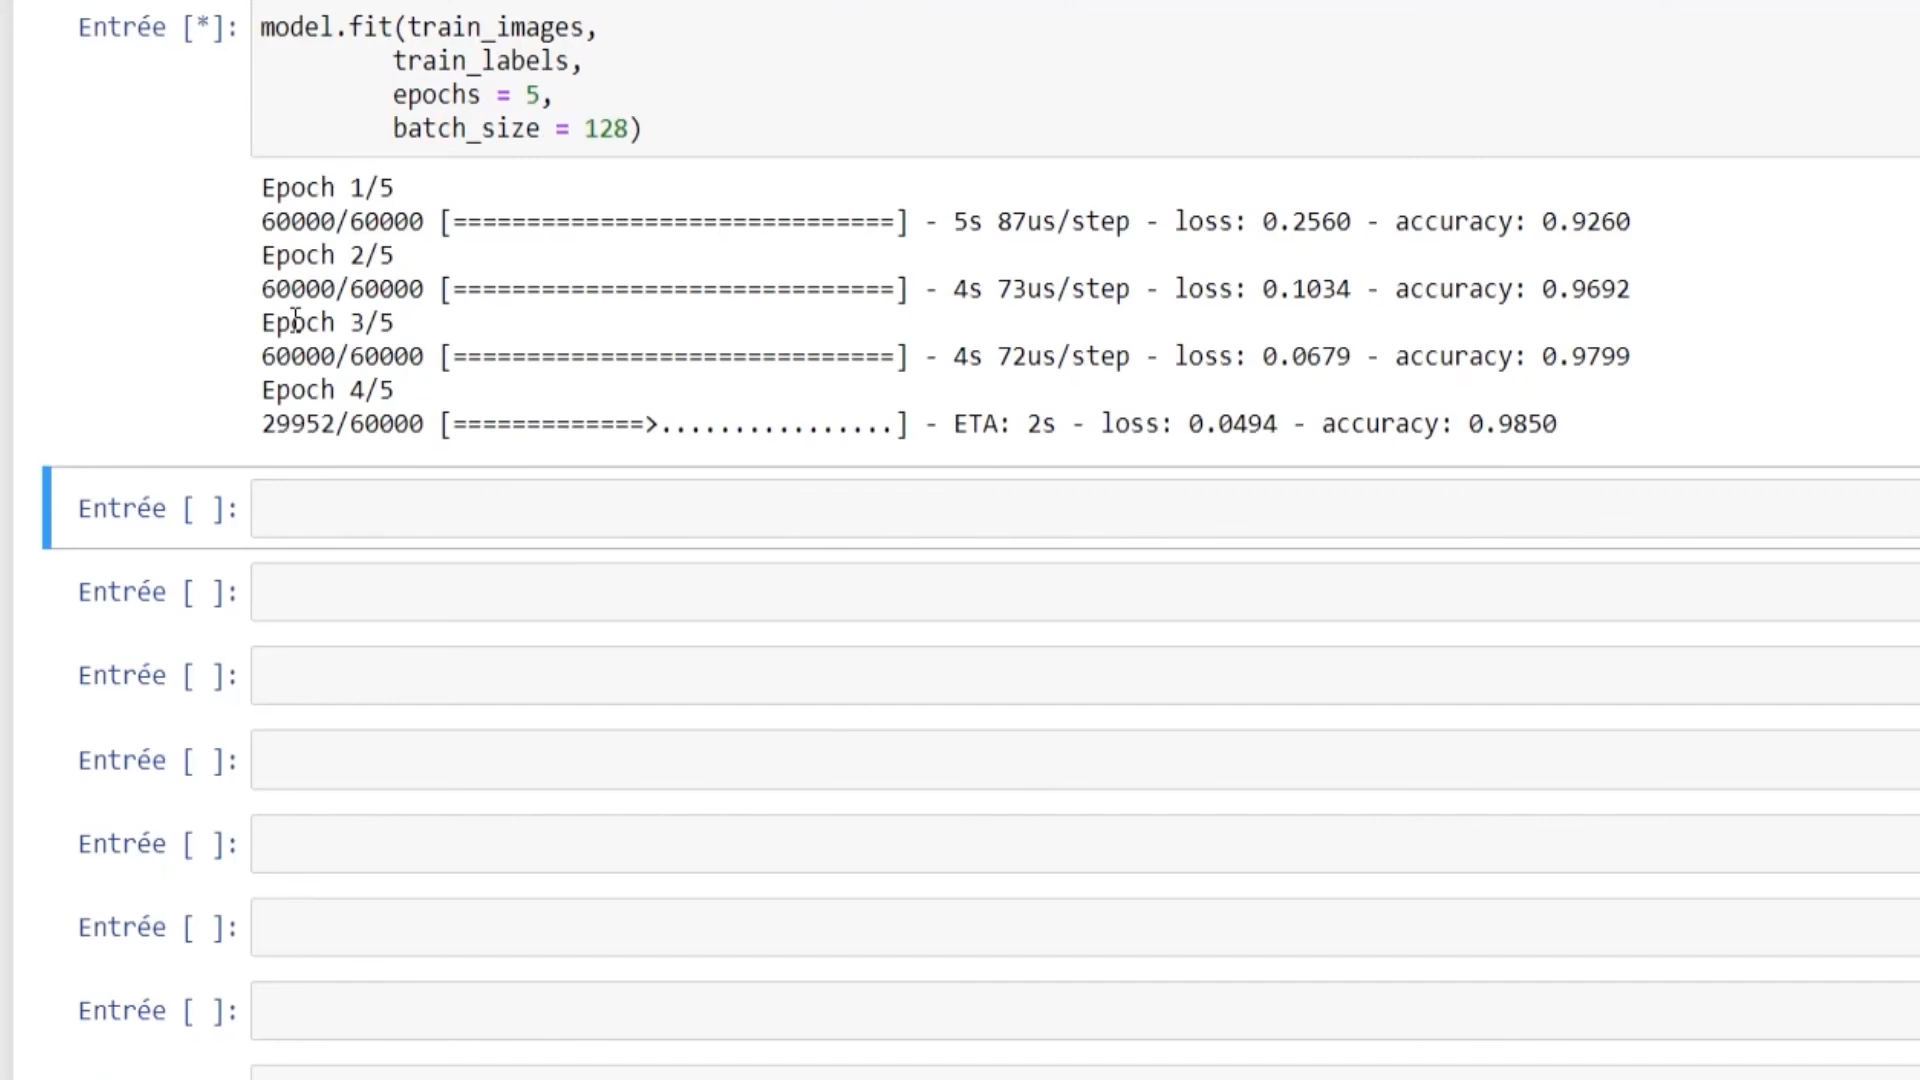 Entrée [*]: model.fit(train_images,
train_labels,
epochs = 5,
batch_size = 128)
Epoch 1/5
60000/60000 [==============================] - 5s 87us/step - loss: 0.2560 - accuracy: 0.9260
Epoch 2/5
60000/60000 [==============================] - 4s 73us/step - loss: 0.1034 - accuracy: 0.9692
Epoch 3/5
60000/60000 [==============================] - 4s 72us/step - loss: 0.0679 - accuracy: 0.9799
Epoch 4/5
29952/60000 [=============>................] - ETA: 2s - loss: 0.0494 - accuracy: 0.9850
Entrée [ ]:
Entrée [ ]:
Entrée [ ]:
Entrée [ ]:
Entrée [ ]:
Entrée [ ]:
Entrée [ ]: